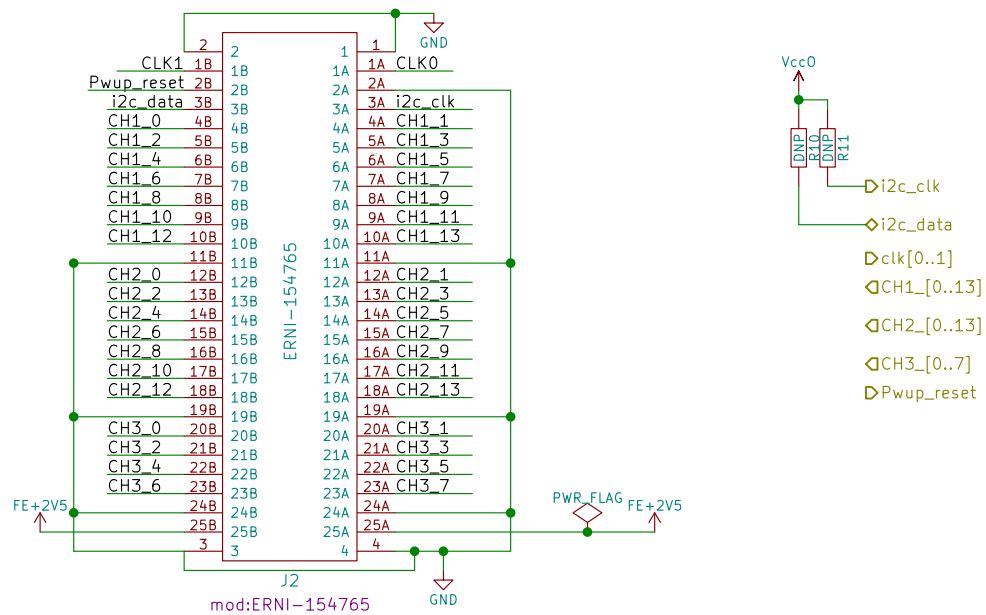 GND
2 2 1 1
CLK1 1B 1B 1A 1A CLK0
Pwup_reset 2B 2B 2A 2A
i2c_data 3B 3B 3A 3A i2c_clk
CH1_0 4B 4B 4A 4A CH1_1
CH1_2 5B 5B 5A 5A CH1_3
CH1_4 6B 6B 6A 6A CH1_5
CH1_6 7B 7B 7A 7A CH1_7
CH1_8 8B 8B 8A 8A CH1_9
CH1_10 9B 9B 9A 9A CH1_11
CH1_12 10B 10B 10A 10A CH1_13
11B 11B 11A 11A
CH2_0 12B 12B 12A 12A CH2_1
CH2_2 13B 13B 13A 13A CH2_3
CH2_4 14B 14B 14A 14A CH2_5
CH2_6 15B 15B 15A 15A CH2_7
CH2_8 16B 16B 16A 16A CH2_9
CH2_10 17B 17B 17A 17A CH2_11
CH2_12 18B 18B 18A 18A CH2_13
19B 19B 19A 19A
CH3_0 20B 20B 20A 20A CH3_1
CH3_2 21B 21B 21A 21A CH3_3
CH3_4 22B 22B 22A 22A CH3_5
CH3_6 23B 23B 23A 23A CH3_7
24B 24B 24A 24A
25B 25B 25A 25A
3 3 4 4
ERNI-154765
FE+2V5
PWR_FLAG
FE+2V5
J2
GND
mod:ERNI-154765
VccO
DNP R10
DNP R11
i2c_clk
i2c_data
clk[0..1]
CH1_[0..13]
CH2_[0..13]
CH3_[0..7]
Pwup_reset